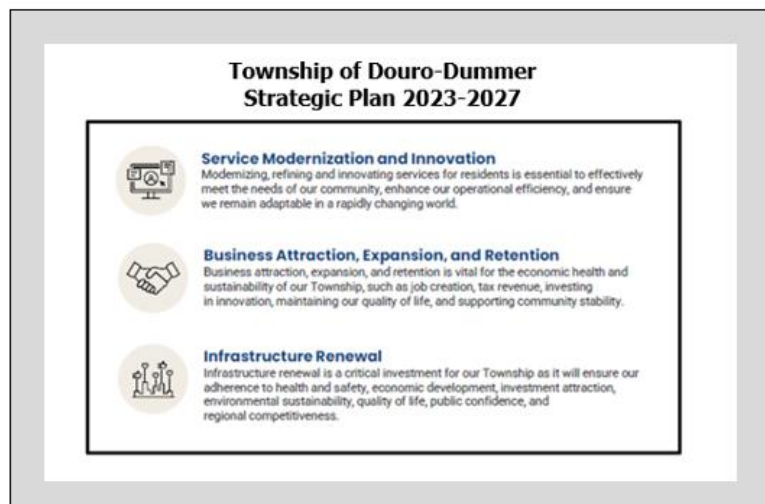 Township of Douro-Dummer
Strategic Plan 2023-2027
Service Modernization and Innovation
Modernizing, refining and innovating services for residents is essential to effectively
meet the needs of our community, enhance our operational efficiency, and ensure
we remain adaptable in a rapidly changing world.
Business Attraction, Expansion, and Retention
Business attraction, expansion, and retention is vital for the economic health and
sustainability of our Township, such as job creation, tax revenue, investing
in innovation, maintaining our quality of life, and supporting community stability.
Infrastructure Renewal
Infrastructure renewal is a critical investment for our Township as it will ensure our
adherence to health and safety, economic development, investment attraction,
environmental sustainability, quality of life, public confidence, and
regional competitiveness.